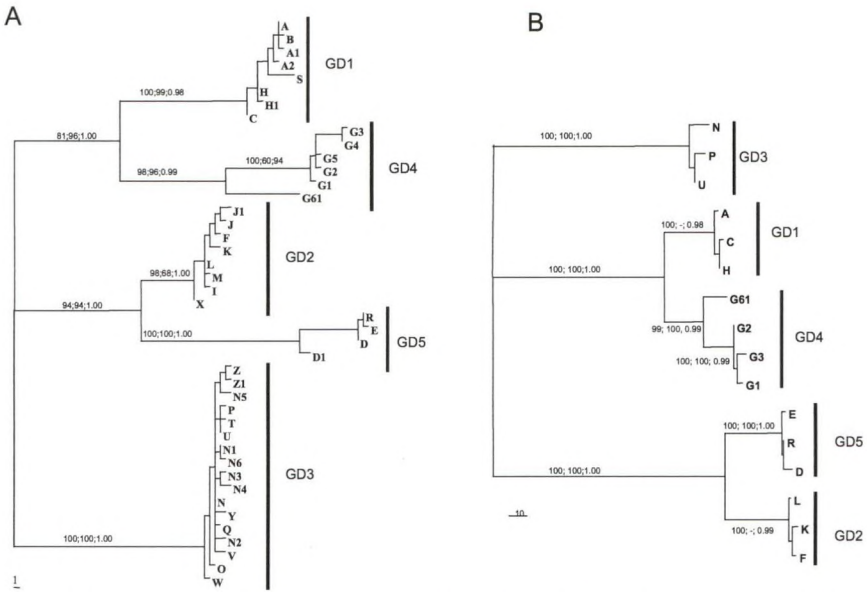 A
A
B
A1
A2
S
H
H1
C
GD1
100;99;0.98
81;96;1.00
98;96;0.99
100;60;94
G3
G4
G5
G2
G1
G61
GD4
J1
J
F
K
L
M
I
X
GD2
98;68;1.00
94;94;1.00
100;100;1.00
R
E
D
D1
GD5
Z
Z1
N5
P
T
U
N1
N6
N3
N4
N
Y
Q
N2
V
O
W
GD3
100;100;1.00
1
B
100; 100;1.00
N
P
U
GD3
100; -; 0.98
A
C
H
GD1
100; 100;1.00
G61
99; 100, 0.99
G2
G3
G1
100; 100; 0.99
GD4
E
R
D
100; 100;1.00
GD5
100; 100;1.00
10
L
K
F
100; -; 0.99
GD2